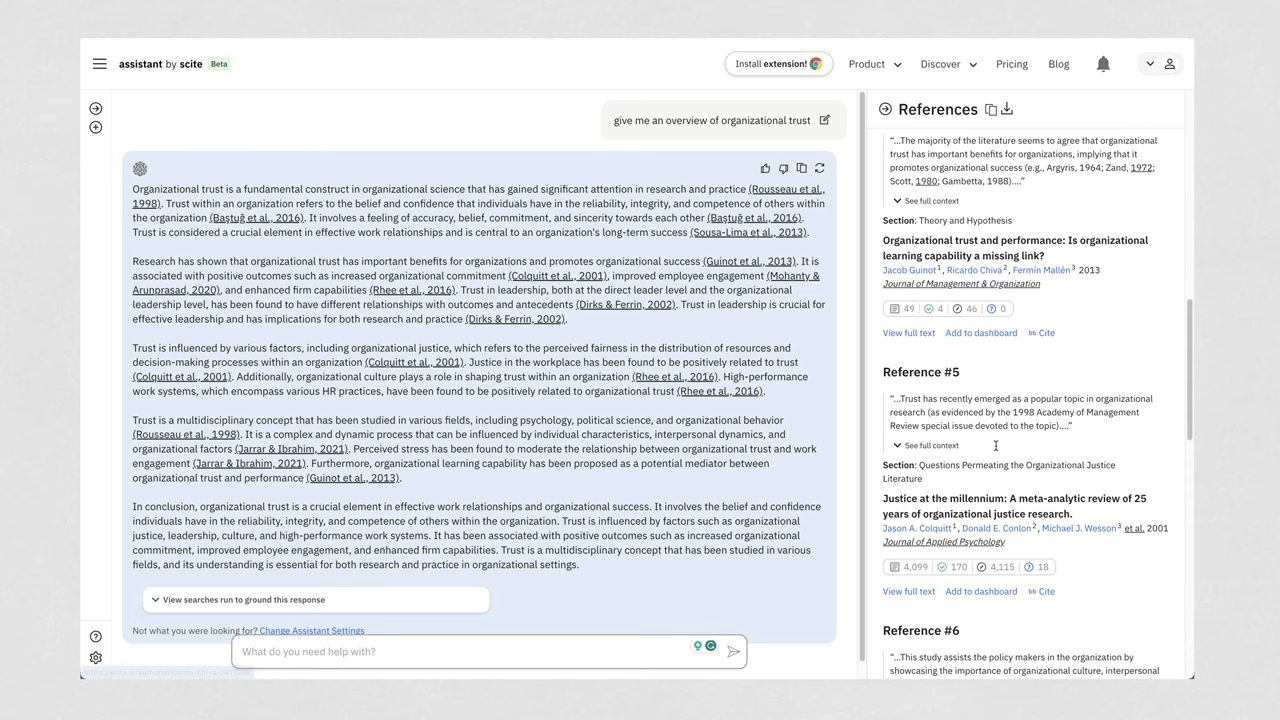 assistant by scite Beta
Install extension!
Product
Discover
Pricing
Blog
give me an overview of organizational trust
Organizational trust is a fundamental construct in organizational science that has gained significant attention in research and practice (Rousseau et al.,
1998). Trust within an organization refers to the belief and confidence that individuals have in the reliability, integrity, and competence of others within
the organization (Baştuğ et al., 2016). It involves a feeling of accuracy, belief, commitment, and sincerity towards each other (Baştuğ et al., 2016).
Trust is considered a crucial element in effective work relationships and is central to an organization's long-term success (Sousa-Lima et al., 2013).
Research has shown that organizational trust has important benefits for organizations and promotes organizational success (Guinot et al., 2013). It is
associated with positive outcomes such as increased organizational commitment (Colquitt et al., 2001), improved employee engagement (Mohanty &
Arunprasad, 2020), and enhanced firm capabilities (Rhee et al., 2016). Trust in leadership, both at the direct leader level and the organizational
leadership level, has been found to have different relationships with outcomes and antecedents (Dirks & Ferrin, 2002). Trust in leadership is crucial for
effective leadership and has implications for both research and practice (Dirks & Ferrin, 2002).
Trust is influenced by various factors, including organizational justice, which refers to the perceived fairness in the distribution of resources and
decision-making processes within an organization (Colquitt et al., 2001). Justice in the workplace has been found to be positively related to trust
(Colquitt et al., 2001). Additionally, organizational culture plays a role in shaping trust within an organization (Rhee et al., 2016). High-performance
work systems, which encompass various HR practices, have been found to be positively related to organizational trust (Rhee et al., 2016).
Trust is a multidisciplinary concept that has been studied in various fields, including psychology, political science, and organizational behavior
(Rousseau et al., 1998). It is a complex and dynamic process that can be influenced by individual characteristics, interpersonal dynamics, and
organizational factors (Jarrar & Ibrahim, 2021). Perceived stress has been found to moderate the relationship between organizational trust and work
engagement (Jarrar & Ibrahim, 2021). Furthermore, organizational learning capability has been proposed as a potential mediator between
organizational trust and performance (Guinot et al., 2013).
In conclusion, organizational trust is a crucial element in effective work relationships and organizational success. It involves the belief and confidence
individuals have in the reliability, integrity, and competence of others within the organization. Trust is influenced by factors such as organizational
justice, leadership, culture, and high-performance work systems. It has been associated with positive outcomes such as increased organizational
commitment, improved employee engagement, and enhanced firm capabilities. Trust is a multidisciplinary concept that has been studied in various
fields, and its understanding is essential for both research and practice in organizational settings.
View searches run to ground this response
Not what you were looking for? Change Assistant Settings
What do you need help with?
References
“...The majority of the literature seems to agree that organizational
trust has important benefits for organizations, implying that it
promotes organizational success (e.g., Argyris, 1964; Zand, 1972;
Scott, 1980; Gambetta, 1988)....”
See full context
Section: Theory and Hypothesis
Organizational trust and performance: Is organizational
learning capability a missing link?
Jacob Guinot1, Ricardo Chiva2, Fermín Mallén3 2013
Journal of Management & Organization
49 4 46 0
View full text Add to dashboard Cite
Reference #5
“...Trust has recently emerged as a popular topic in organizational
research (as evidenced by the 1998 Academy of Management
Review special issue devoted to the topic)....”
See full context
Section: Questions Permeating the Organizational Justice
Literature
Justice at the millennium: A meta-analytic review of 25
years of organizational justice research.
Jason A. Colquitt1, Donald E. Conlon2, Michael J. Wesson3 et al. 2001
Journal of Applied Psychology
4,099 170 4,115 18
View full text Add to dashboard Cite
Reference #6
“...This study assists the policy makers in the organization by
showcasing the importance of organizational culture, interpersonal